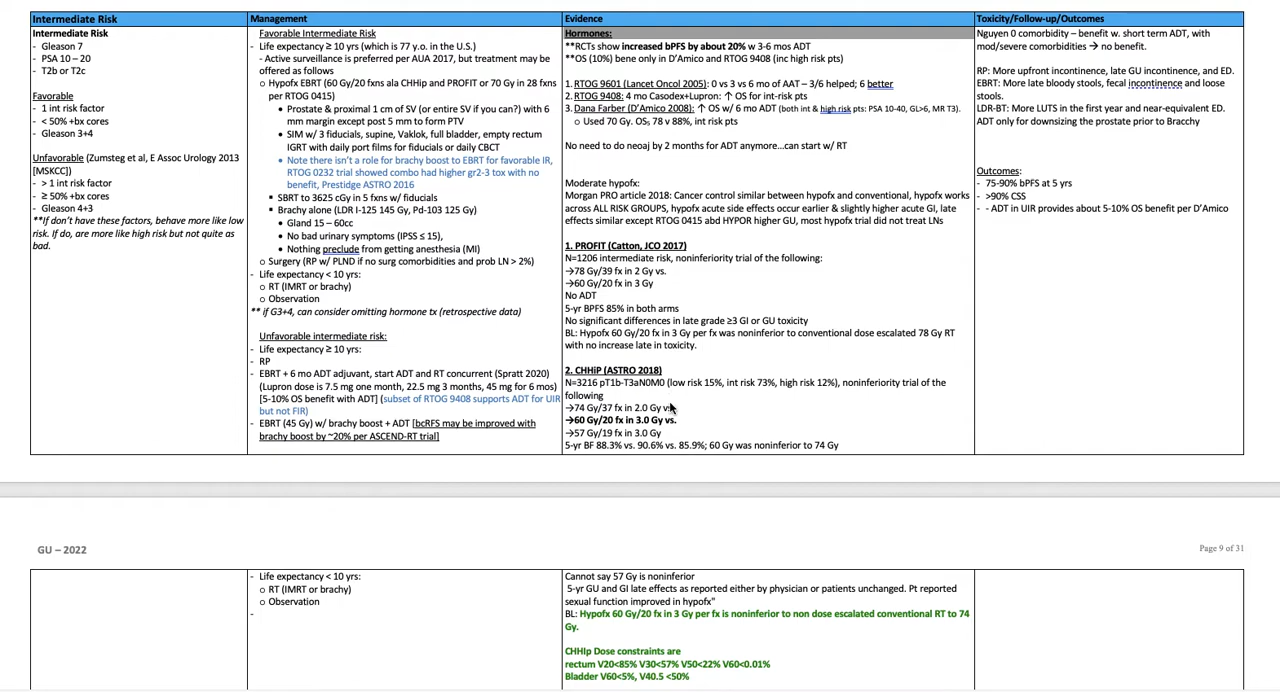 Intermediate Risk
Intermediate Risk
- Gleason 7
- PSA 10 – 20
- T2b or T2c
Favorable
- 1 int risk factor
- < 50% +bx cores
- Gleason 3+4
Unfavorable (Zumsteg et al, E Assoc Urology 2013
[MSKCC])
- > 1 int risk factor
- ≥ 50% +bx cores
- Gleason 4+3
**If don't have these factors, behave more like low
risk. If do, are more like high risk but not quite as
bad.
Management
Favorable Intermediate Risk
- Life expectancy ≥ 10 yrs (which is 77 y.o. in the U.S.)
- Active surveillance is preferred per AUA 2017, but treatment may be
offered as follows
o Hypofx EBRT (60 Gy/20 fxns ala CHHip and PROFIT or 70 Gy in 28 fxns
per RTOG 0415)
• Prostate & proximal 1 cm of SV (or entire SV if you can?) with 6
mm margin except post 5 mm to form PTV
• SIM w/ 3 fiducials, supine, Vaklok, full bladder, empty rectum
IGRT with daily port films for fiducials or daily CBCT
• Note there isn't a role for brachy boost to EBRT for favorable IR,
RTOG 0232 trial showed combo had higher gr2-3 tox with no
benefit, Prestidge ASTRO 2016
▪ SBRT to 3625 cGy in 5 fxns w/ fiducials
▪ Brachy alone (LDR I-125 145 Gy, Pd-103 125 Gy)
• Gland 15 – 60cc
• No bad urinary symptoms (IPSS ≤ 15),
• Nothing preclude from getting anesthesia (MI)
o Surgery (RP w/ PLND if no surg comorbidities and prob LN > 2%)
- Life expectancy < 10 yrs:
o RT (IMRT or brachy)
o Observation
** if G3+4, can consider omitting hormone tx (retrospective data)
Unfavorable intermediate risk:
- Life expectancy ≥ 10 yrs:
- RP
- EBRT + 6 mo ADT adjuvant, start ADT and RT concurrent (Spratt 2020)
(Lupron dose is 7.5 mg one month, 22.5 mg 3 months, 45 mg for 6 mos)
[5-10% OS benefit with ADT] (subset of RTOG 9408 supports ADT for UIR
but not FIR)
- EBRT (45 Gy) w/ brachy boost + ADT [bcRFS may be improved with
brachy boost by ~20% per ASCEND-RT trial]
Evidence
Hormones:
**RCTs show increased bPFS by about 20% w 3-6 mos ADT
**OS (10%) bene only in D'Amico and RTOG 9408 (inc high risk pts)
1. RTOG 9601 (Lancet Oncol 2005): 0 vs 3 vs 6 mo of AAT – 3/6 helped; 6 better
2. RTOG 9408: 4 mo Casodex+Lupron: ↑ OS for int-risk pts
3. Dana Farber (D'Amico 2008): ↑ OS w/ 6 mo ADT (both int & high risk pts: PSA 10-40, GL>6, MR T3).
o Used 70 Gy. OS, 78 v 88%, int risk pts
No need to do neoaj by 2 months for ADT anymore...can start w/ RT
Moderate hypofx:
Morgan PRO article 2018: Cancer control similar between hypofx and conventional, hypofx works
across ALL RISK GROUPS, hypofx acute side effects occur earlier & slightly higher acute GI, late
effects similar except RTOG 0415 abd HYPOR higher GU, most hypofx trial did not treat LNs
1. PROFIT (Catton, JCO 2017)
N=1206 intermediate risk, noninferiority trial of the following:
→78 Gy/39 fx in 2 Gy vs.
→60 Gy/20 fx in 3 Gy
No ADT
5-yr BPFS 85% in both arms
No significant differences in late grade ≥3 GI or GU toxicity
BL: Hypofx 60 Gy/20 fx in 3 Gy per fx was noninferior to conventional dose escalated 78 Gy RT
with no increase late in toxicity.
2. CHHiP (ASTRO 2018)
N=3216 pT1b-T3aN0M0 (low risk 15%, int risk 73%, high risk 12%), noninferiority trial of the
following
→74 Gy/37 fx in 2.0 Gy vs.
→60 Gy/20 fx in 3.0 Gy vs.
→57 Gy/19 fx in 3.0 Gy
5-yr BF 88.3% vs. 90.6% vs. 85.9%; 60 Gy was noninferior to 74 Gy
Toxicity/Follow-up/Outcomes
Nguyen 0 comorbidity – benefit w. short term ADT, with
mod/severe comorbidities → no benefit.
RP: More upfront incontinence, late GU incontinence, and ED.
EBRT: More late bloody stools, fecal incontinence and loose
stools.
LDR-BT: More LUTS in the first year and near-equivalent ED.
ADT only for downsizing the prostate prior to Bracchy
Outcomes:
- 75-90% bPFS at 5 yrs
- >90% CSS
- - ADT in UIR provides about 5-10% OS benefit per D'Amico
GU – 2022
Page 9 of 31
- Life expectancy < 10 yrs:
o RT (IMRT or brachy)
o Observation
-
Cannot say 57 Gy is noninferior
5-yr GU and GI late effects as reported either by physician or patients unchanged. Pt reported
sexual function improved in hypofx"
BL: Hypofx 60 Gy/20 fx in 3 Gy per fx is noninferior to non dose escalated conventional RT to 74
Gy.
CHHIp Dose constraints are
rectum V20<85% V30<57% V50<22% V60<0.01%
Bladder V60<5%, V40.5 <50%